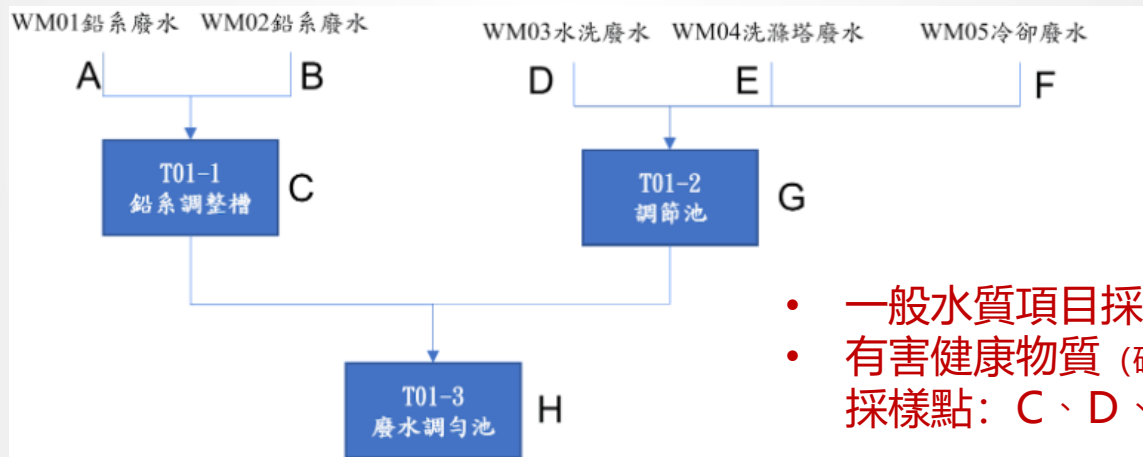 WM01鉛系廢水 WM02鉛系廢水
WM03水洗廢水 WM04洗滌塔廢水 WM05冷卻廢水
A B D E F
T01-1
鉛系調整槽
C
T01-2
調節池
G
• 一般水質項目採
• 有害健康物質（
採樣點：C、D、
T01-3
廢水調勻池
H